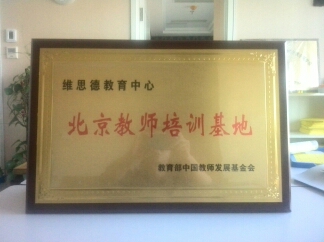 维思德教育中心
北京教师培训基地
教育部中国教师发展基金会